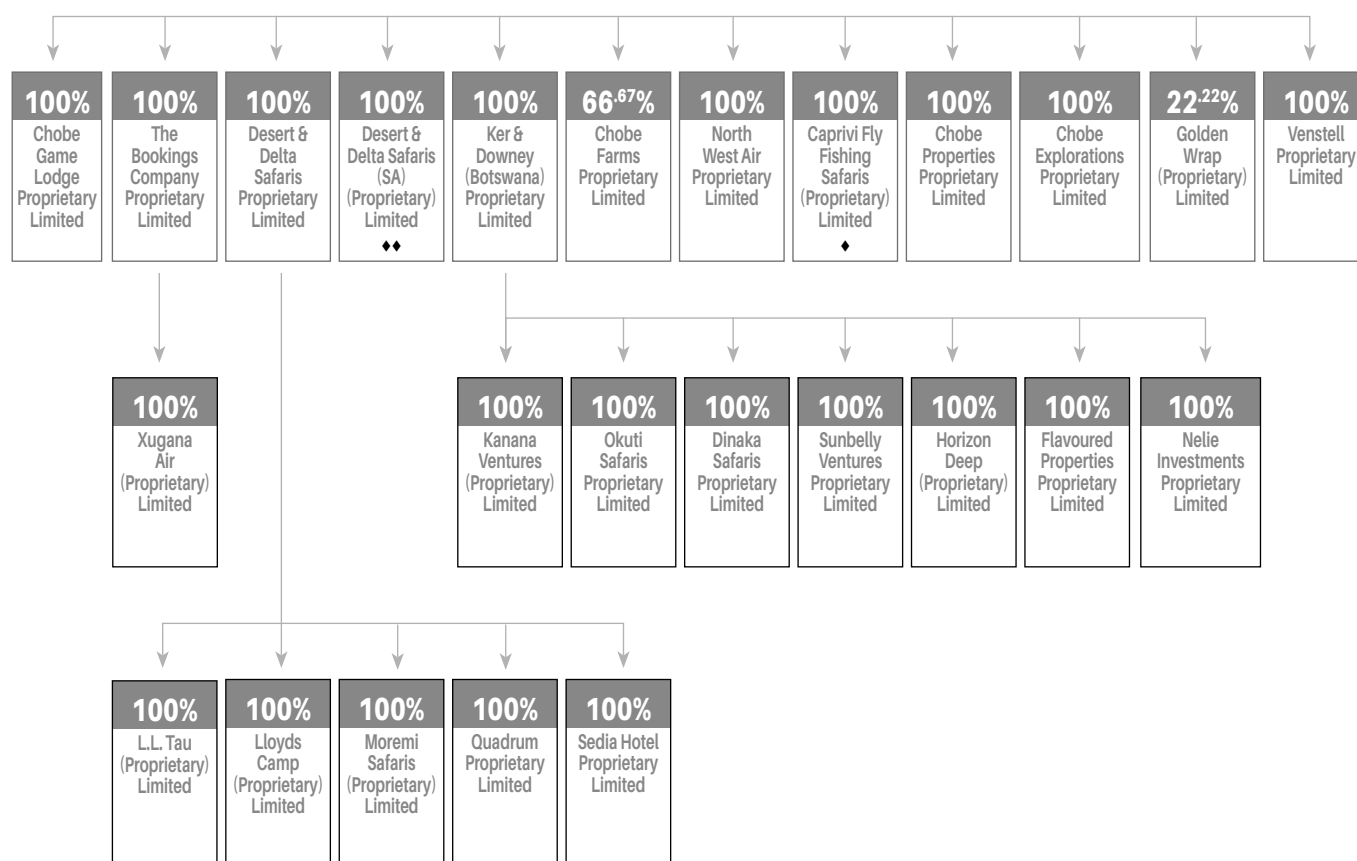 100%
Chobe
Game
Lodge
Proprietary
Limited
100%
The
Bookings
Company
Proprietary
Limited
100%
Desert &
Delta
Safaris
Proprietary
Limited
100%
Desert &
Delta Safaris
(SA)
(Proprietary)
Limited
♦♦
100%
Ker &
Downey
(Botswana)
Proprietary
Limited
66.67%
Chobe
Farms
Proprietary
Limited
100%
North
West Air
Proprietary
Limited
100%
Caprivi Fly
Fishing
Safaris
(Proprietary)
Limited
♦
100%
Chobe
Properties
Proprietary
Limited
100%
Chobe
Explorations
Proprietary
Limited
22.22%
Golden
Wrap
(Proprietary)
Limited
100%
Venstell
Proprietary
Limited
100%
Xugana
Air
(Proprietary)
Limited
100%
Kanana
Ventures
(Proprietary)
Limited
100%
Okuti
Safaris
Proprietary
Limited
100%
Dinaka
Safaris
Proprietary
Limited
100%
Sunbelly
Ventures
Proprietary
Limited
100%
Horizon
Deep
(Proprietary)
Limited
100%
Flavoured
Properties
Proprietary
Limited
100%
Nelie
Investments
Proprietary
Limited
100%
L.L. Tau
(Proprietary)
Limited
100%
Lloyds
Camp
(Proprietary)
Limited
100%
Moremi
Safaris
(Proprietary)
Limited
100%
Quadrum
Proprietary
Limited
100%
Sedia Hotel
Proprietary
Limited